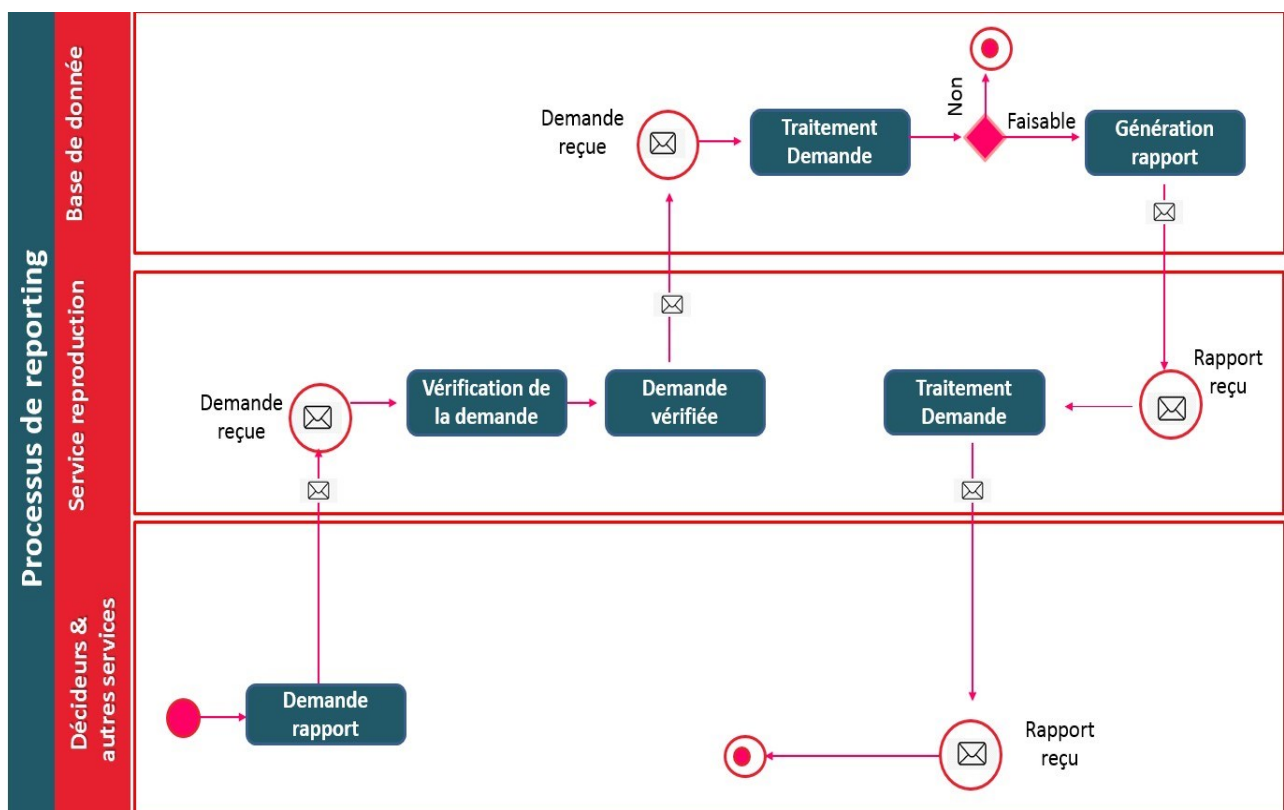 Processus de reporting
Base de donnée
Demande
reçue
Traitement
Demande
Non
Faisable
Génération
rapport
Service reproduction
Demande
reçue
Vérification de
la demande
Demande
vérifiée
Traitement
Demande
Rapport
reçu
Décideurs &
autres services
Demande
rapport
Rapport
reçu